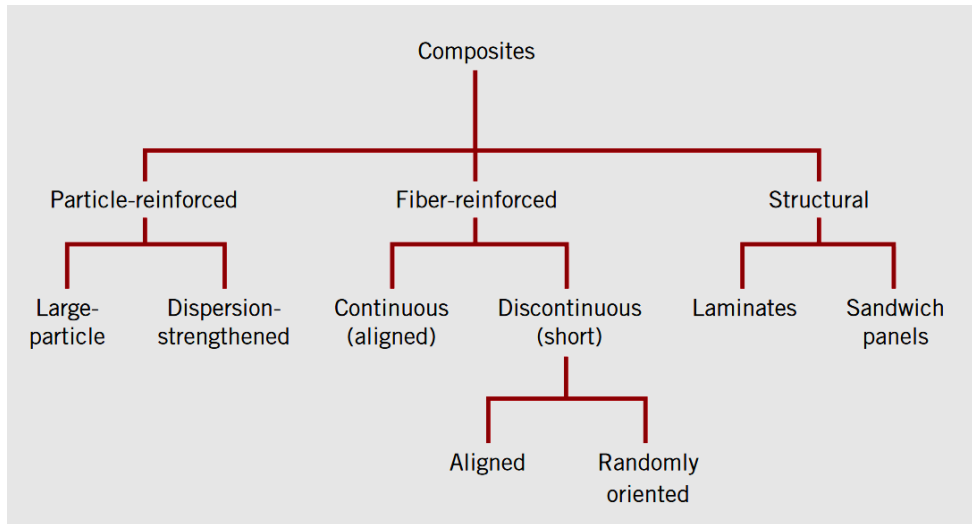 Composites
Particle-reinforced
Fiber-reinforced
Structural
Large-
particle
Dispersion-
strengthened
Continuous
(aligned)
Discontinuous
(short)
Laminates
Sandwich
panels
Aligned
Randomly
oriented